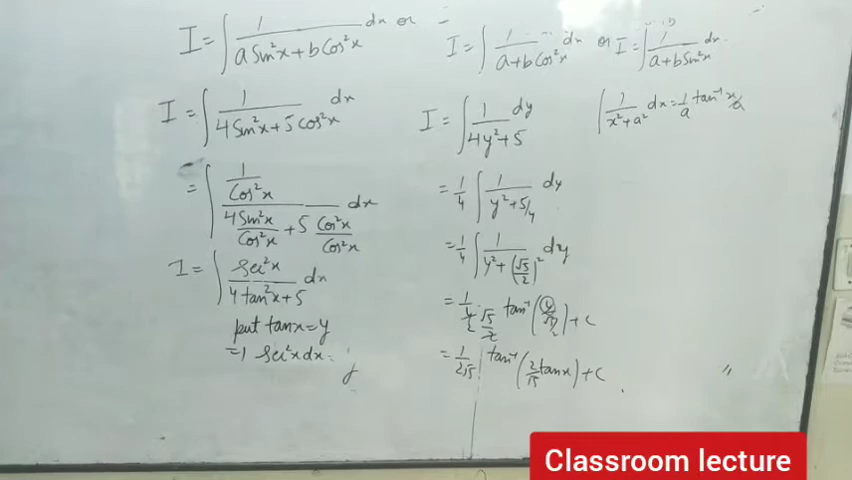 I = ∫ 1/(a Sin²x + b Cos²x) dx or
I = ∫ 1/(4 Sin²x + 5 Cos²x) dx
= ∫ (1/Cos²x)/(4 Sin²x/Cos²x + 5 Cos²x/Cos²x) dx
I = ∫ Sec²x/(4 tan²x + 5) dx
put tanx = y
=) Sec²x dx =
I = ∫ 1/(a + b Cos²x) dx or I = ∫ 1/(a + b Sin²x) dx
I = ∫ 1/(4y² + 5) dy
∫ 1/(x² + a²) dx = 1/a tan⁻¹ x/a
= 1/4 ∫ 1/(y² + 5/4) dy
= 1/4 ∫ 1/(y² + (√5/2)²) dy
= 1/(4 · √5/2) tan⁻¹ (y/(√5/2)) + C
= 1/(2√5) tan⁻¹ (2/√5 tanx) + C
Classroom lecture